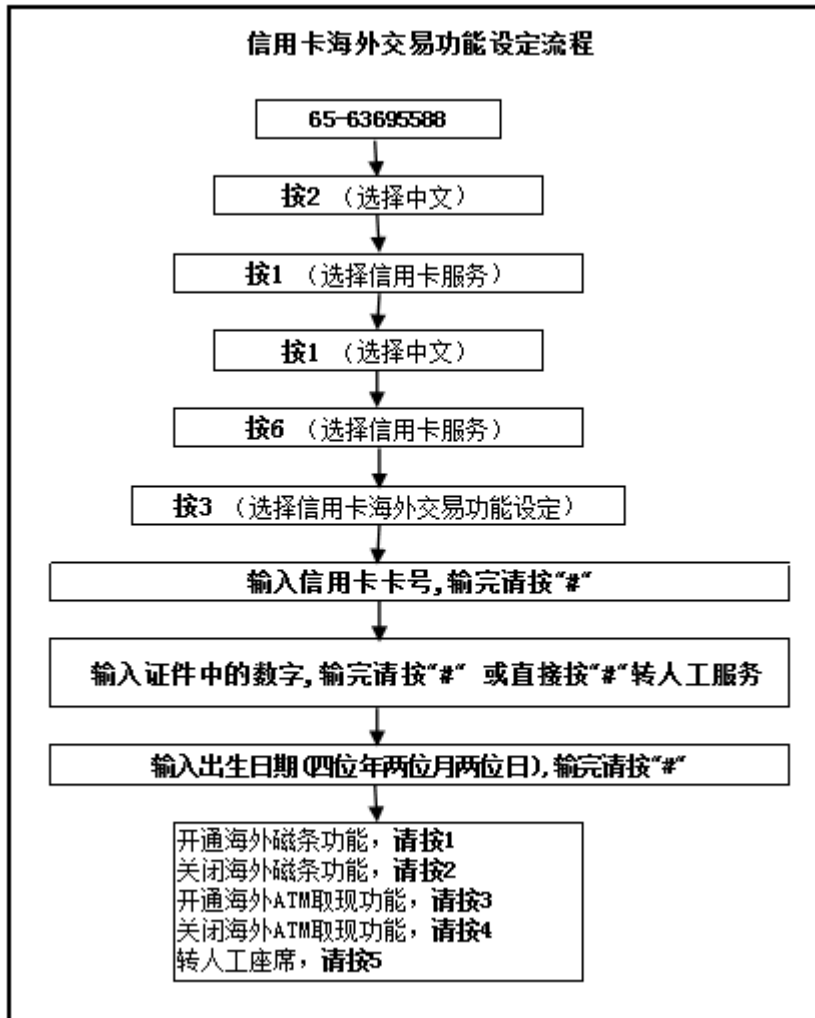 信用卡海外交易功能设定流程
65-63695588
按2 （选择中文）
按1 （选择信用卡服务）
按1 （选择中文）
按6 （选择信用卡服务）
按3 （选择信用卡海外交易功能设定）
输入信用卡卡号,输完请按"#"
输入证件中的数字,输完请按"#" 或直接按"#"转人工服务
输入出生日期(四位年两位月两位日),输完请按"#"
开通海外磁条功能，请按1
关闭海外磁条功能，请按2
开通海外ATM取现功能，请按3
关闭海外ATM取现功能，请按4
转人工座席，请按5